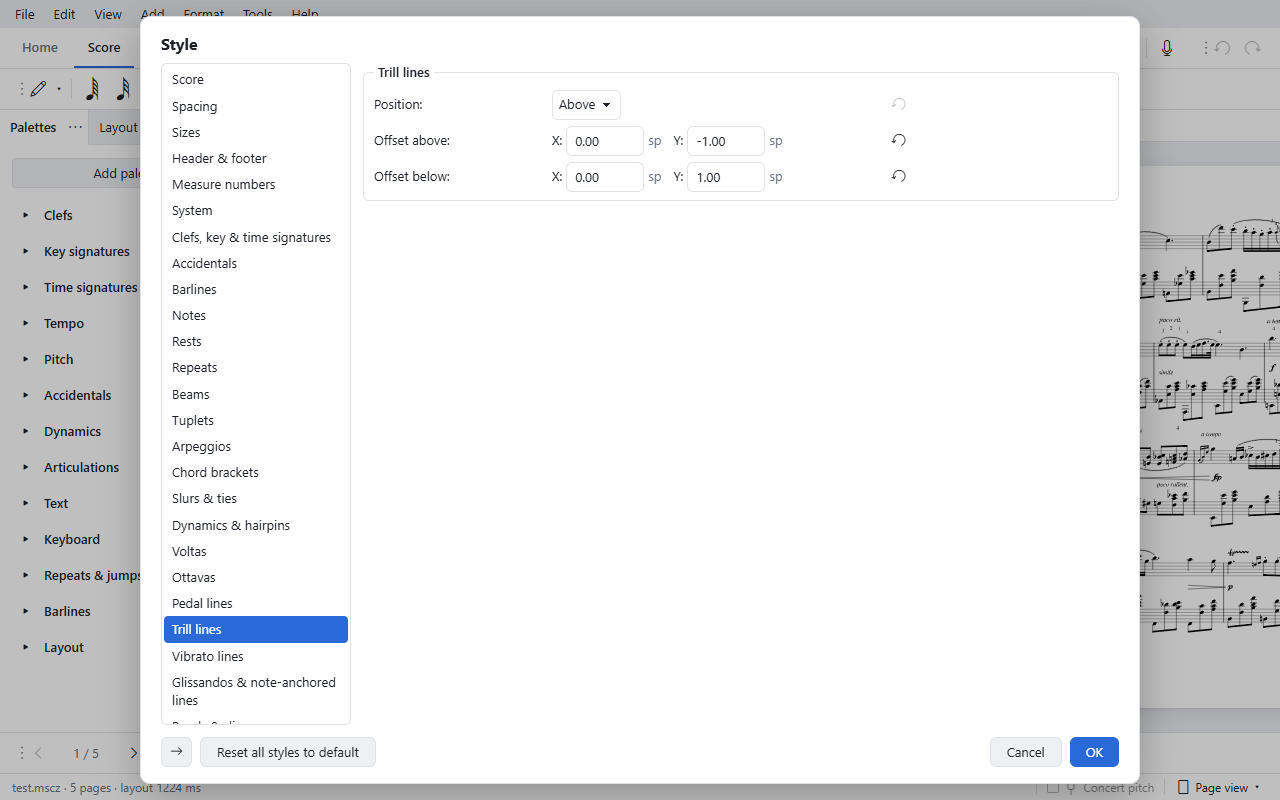 File Edit View Add Format Tools Help
Home Score
Palettes ··· Layout
Add pale
Clefs
Key signatures
Time signatures
Tempo
Pitch
Accidentals
Dynamics
Articulations
Text
Keyboard
Repeats & jumps
Barlines
Layout
Style
Score
Spacing
Sizes
Header & footer
Measure numbers
System
Clefs, key & time signatures
Accidentals
Barlines
Notes
Rests
Repeats
Beams
Tuplets
Arpeggios
Chord brackets
Slurs & ties
Dynamics & hairpins
Voltas
Ottavas
Pedal lines
Trill lines
Vibrato lines
Glissandos & note-anchored
lines
Trill lines
Position: Above
Offset above: X: 0.00 sp Y: -1.00 sp
Offset below: X: 0.00 sp Y: 1.00 sp
→ Reset all styles to default Cancel OK
poco rit.
simile
a tempo
poco rallent.
1 / 5
test.mscz · 5 pages · layout 1224 ms Concert pitch Page view